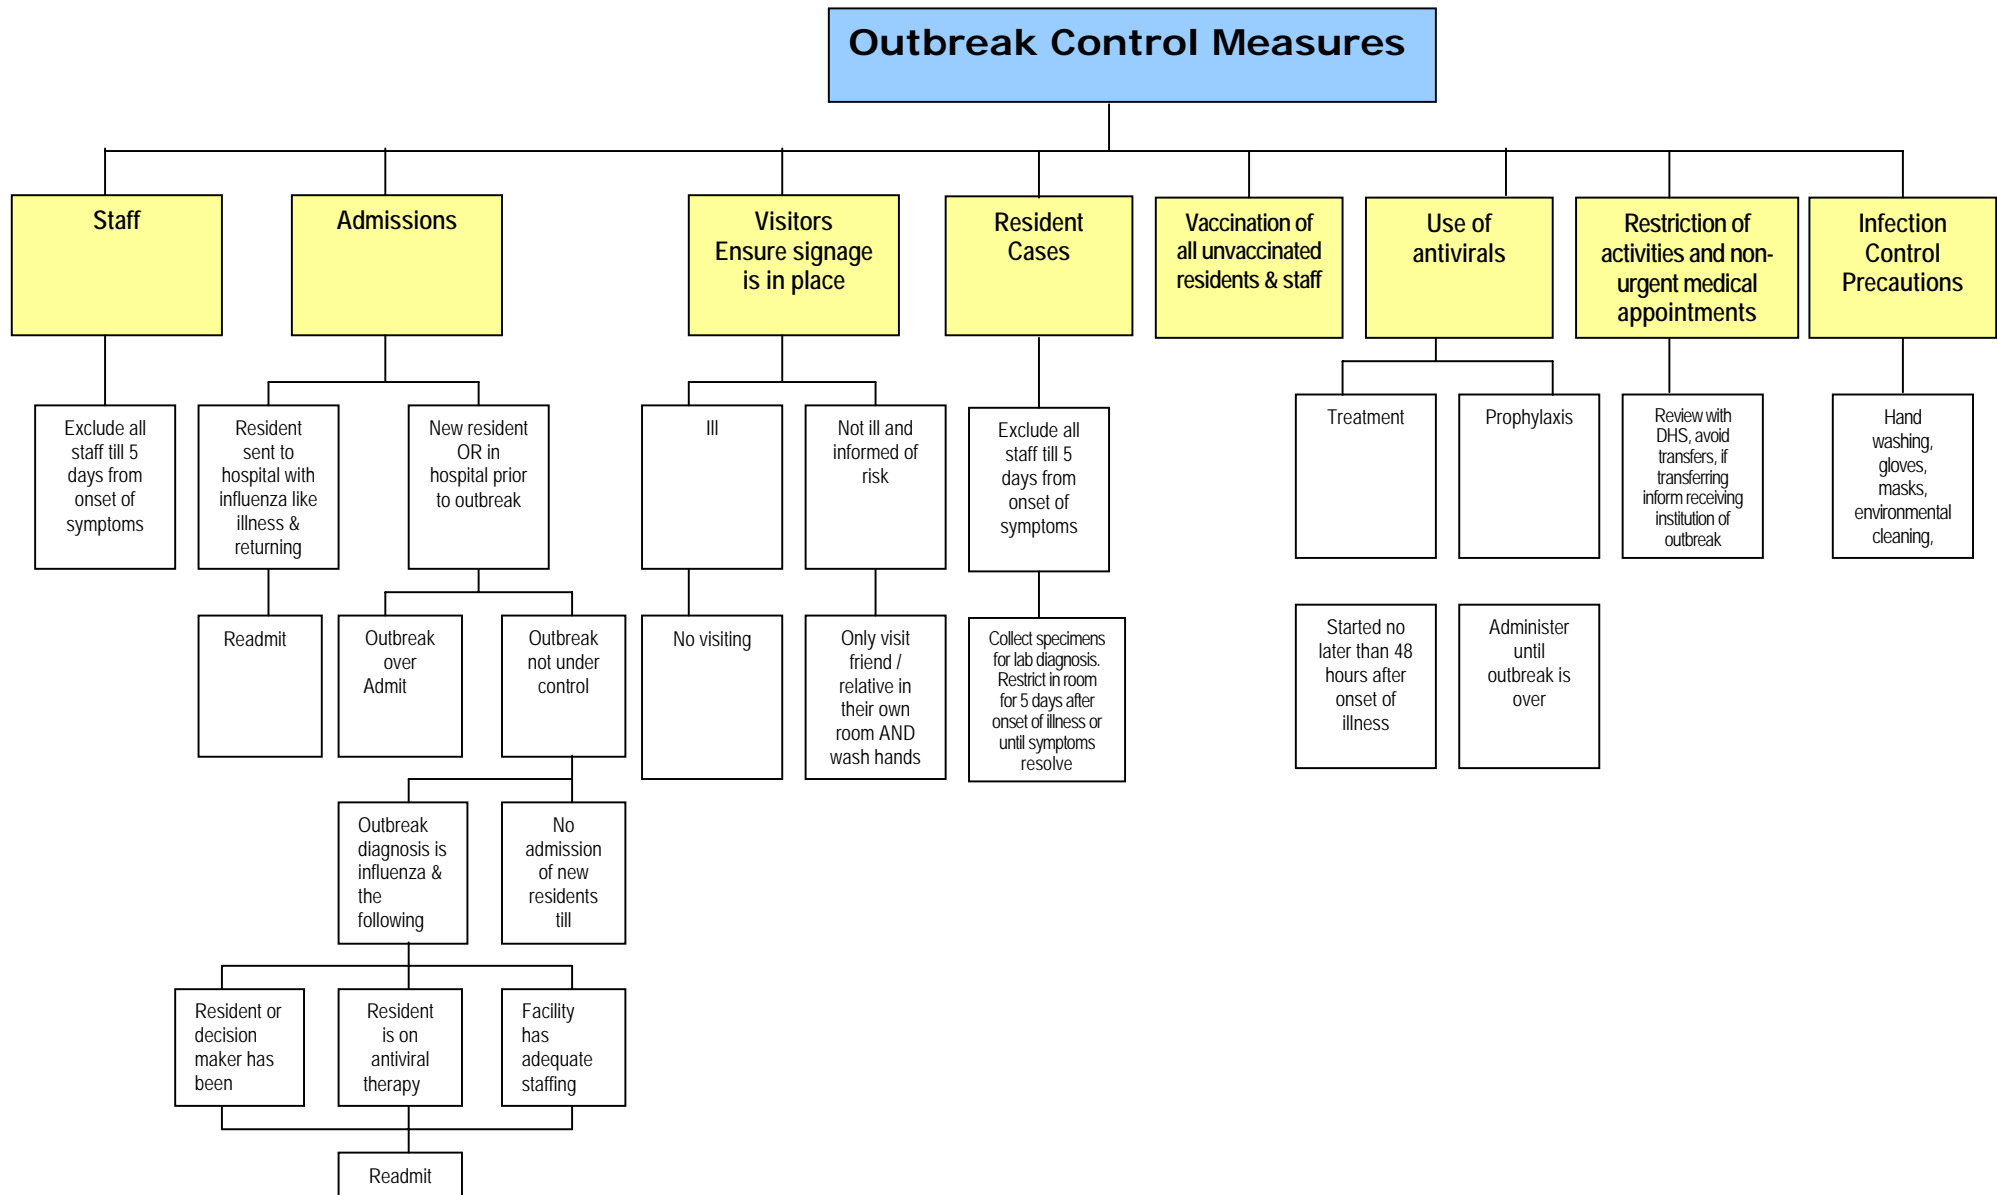 Outbreak Control Measures
Staff
Admissions
Visitors
Ensure signage
is in place
Resident
Cases
Vaccination of
all unvaccinated
residents & staff
Use of
antivirals
Restriction of
activities and non-
urgent medical
appointments
Infection
Control
Precautions
Exclude all
staff till 5
days from
onset of
symptoms
Resident
sent to
hospital with
influenza like
illness &
returning
New resident
OR in
hospital prior
to outbreak
Ill
Not ill and
informed of
risk
Exclude all
staff till 5
days from
onset of
symptoms
Treatment
Prophylaxis
Review with
DHS, avoid
transfers, if
transferring
inform receiving
institution of
outbreak
Hand
washing,
gloves,
masks,
environmental
cleaning,
Readmit
Outbreak
over
Admit
Outbreak
not under
control
No visiting
Only visit
friend /
relative in
their own
room AND
wash hands
Collect specimens
for lab diagnosis.
Restrict in room
for 5 days after
onset of illness or
until symptoms
resolve
Started no
later than 48
hours after
onset of
illness
Administer
until
outbreak is
over
Outbreak
diagnosis is
influenza &
the
following
No
admission
of new
residents
till
Resident or
decision
maker has
been
Resident
is on
antiviral
therapy
Facility
has
adequate
staffing
Readmit